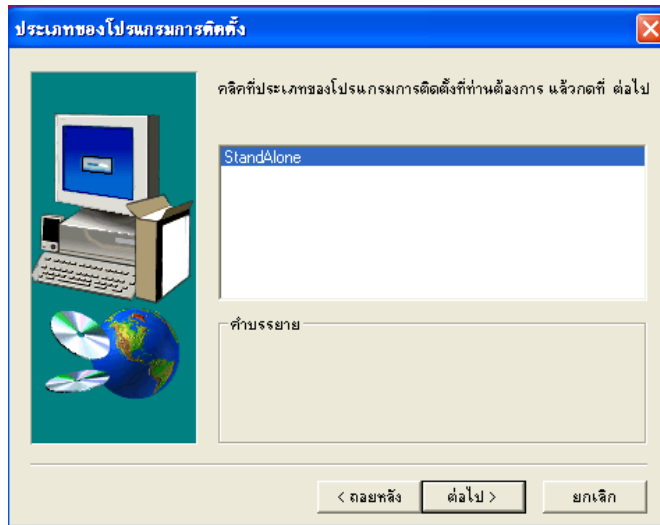 ประเภทของโปรแกรมการติดตั้ง
คลิกที่ประเภทของโปรแกรมการติดตั้งที่ท่านต้องการ แล้วกดที่ ต่อไป
StandAlone
คำบรรยาย
< ถอยหลัง
ต่อไป >
ยกเลิก